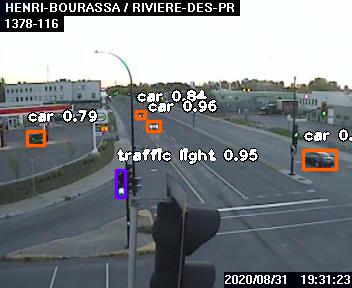 HENRI-BOURASSA / RIVIERE-DES-PR
1378-116
car 0.84
car 0.96
car 0.79
car 0.
traffic light 0.95
2020/08/31 19:31:23